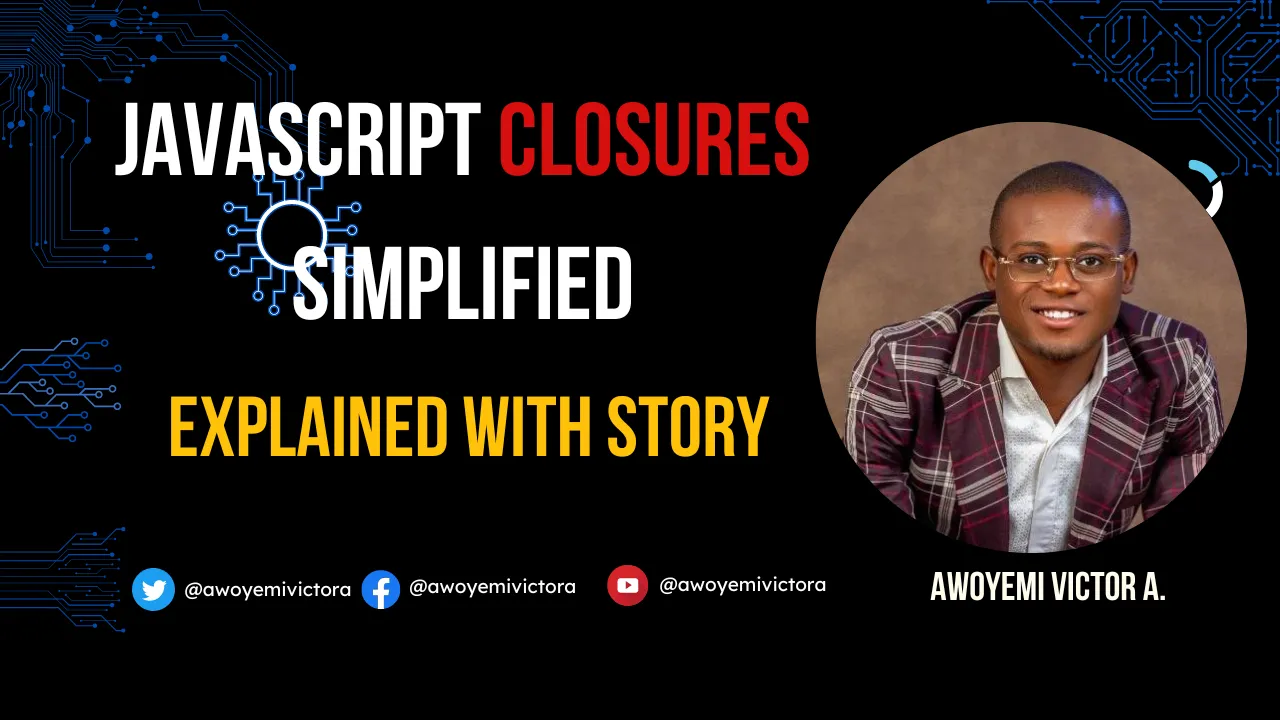 JAVASCRIPT CLOSURES
SIMPLIFIED
EXPLAINED WITH STORY
@awoyemivictora @awoyemivictora @awoyemivictora
AWOYEMI VICTOR A.